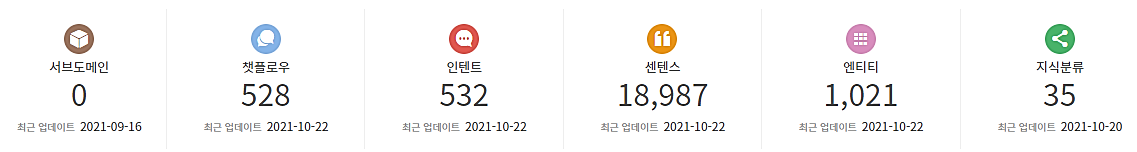 서브도메인 챗플로우 인텐트 센텐스 엔티티 지식분류
0 528 532 18,987 1,021 35
최근 업데이트 2021-09-16 최근 업데이트 2021-10-22 최근 업데이트 2021-10-22 최근 업데이트 2021-10-22 최근 업데이트 2021-10-22 최근 업데이트 2021-10-20